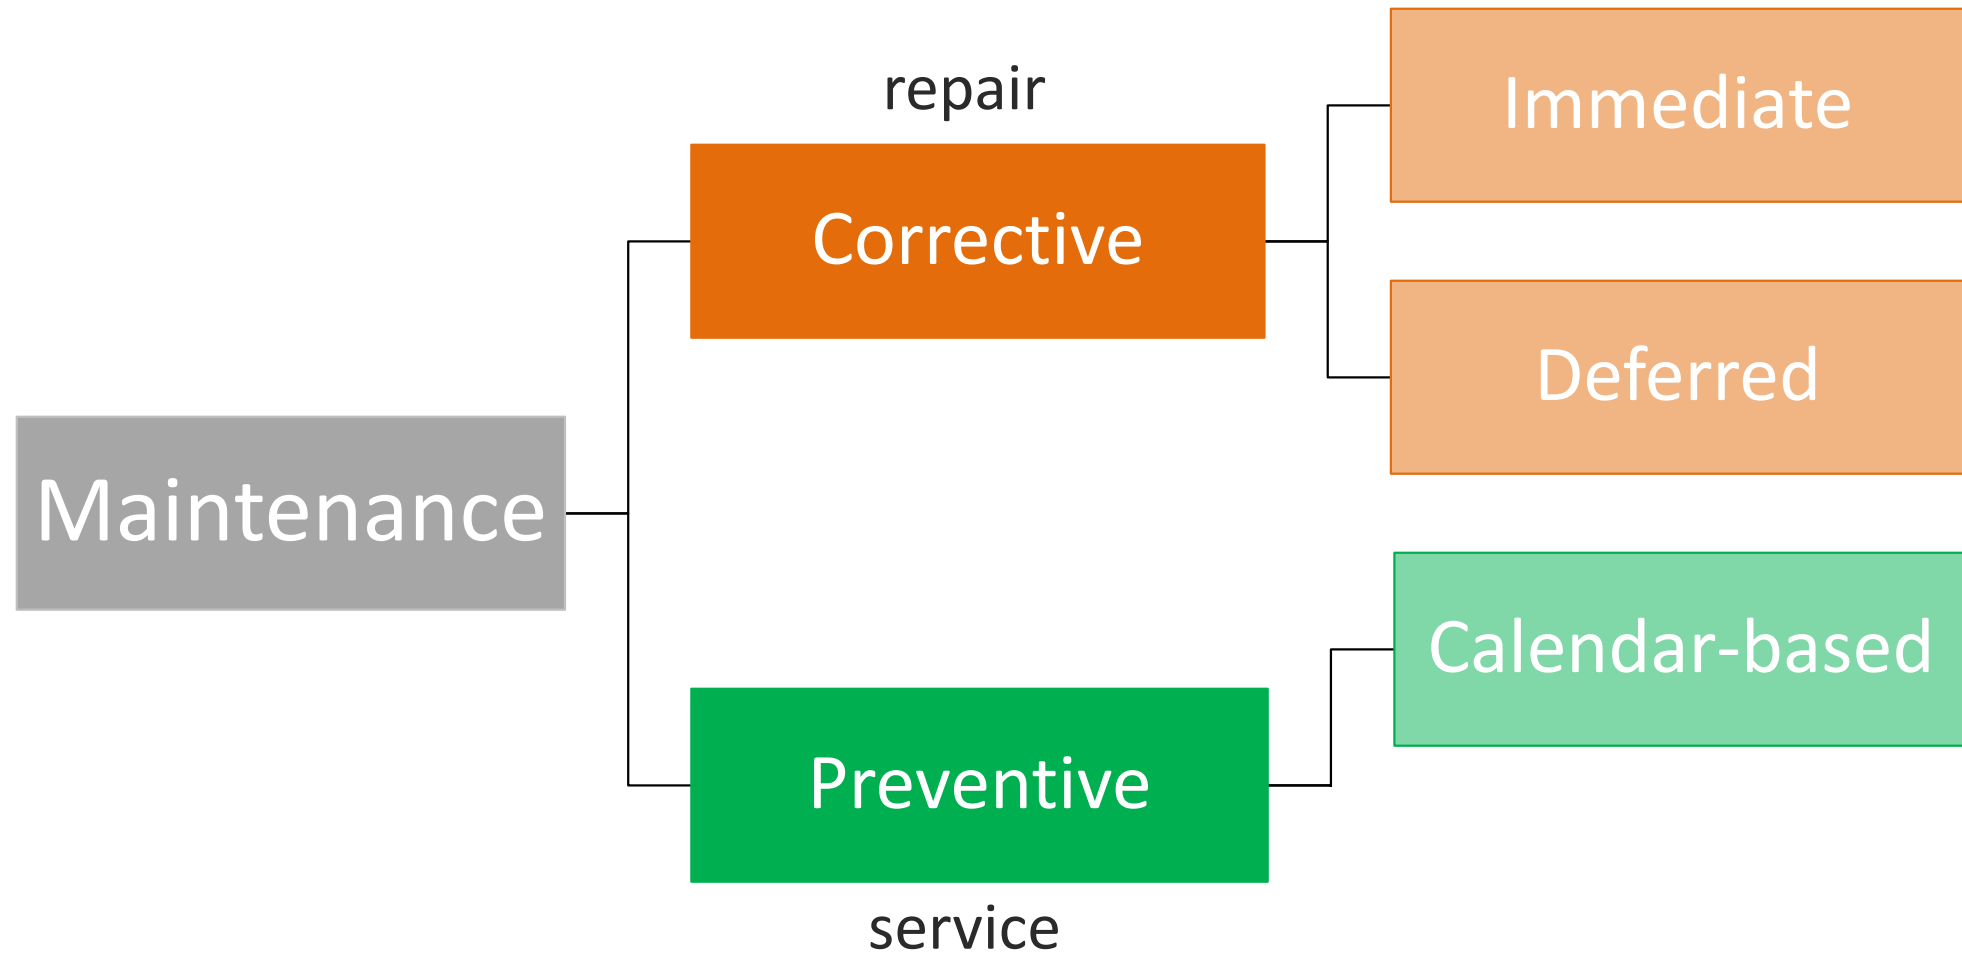 repair
Immediate
Corrective
Deferred
Maintenance
Calendar-based
Preventive
service